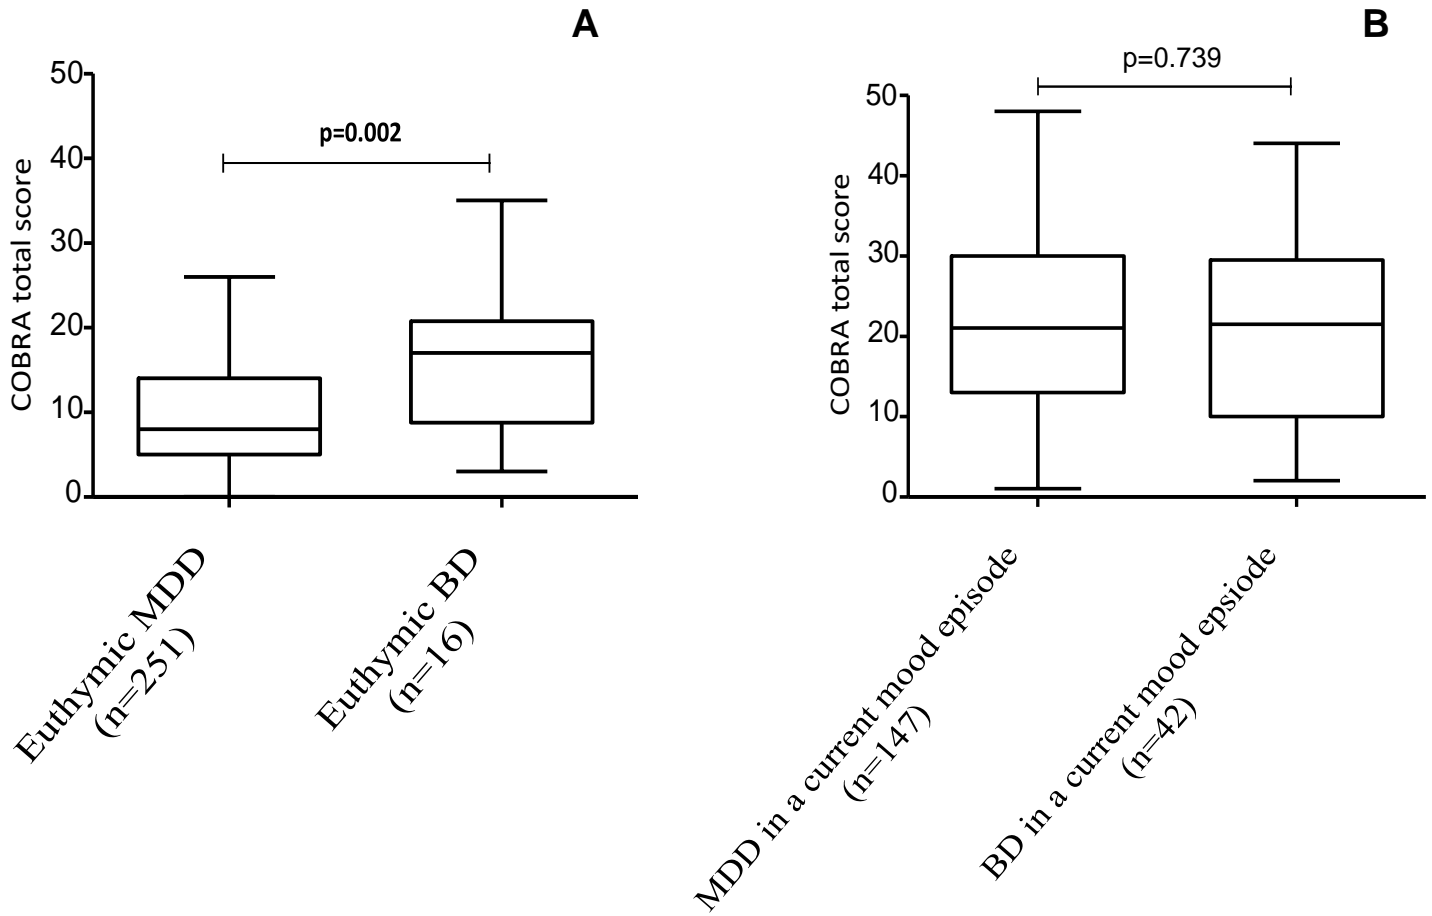 A
p=0.002
COBRA total score
50
40
30
20
10
0
Euthymic MDD
(n=251)
Euthymic BD
(n=16)
B
p=0.739
COBRA total score
50
40
30
20
10
0
MDD in a current mood episode
(n=147)
BD in a current mood epsiode
(n=42)